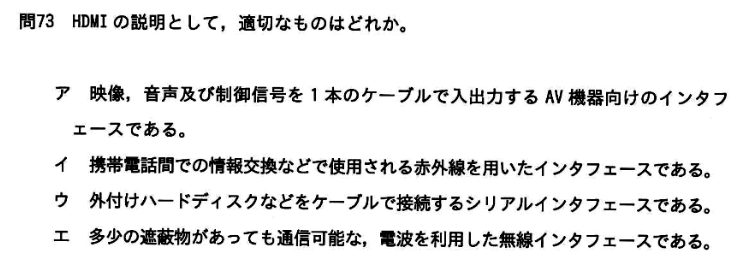 問73 HDMI の説明として，適切なものはどれか。
ア 映像，音声及び制御信号を１本のケーブルで入出力する AV 機器向けのインタフ
ェースである。
イ 携帯電話間での情報交換などで使用される赤外線を用いたインタフェースである。
ウ 外付けハードディスクなどをケーブルで接続するシリアルインタフェースである。
エ 多少の遮蔽物があっても通信可能な，電波を利用した無線インタフェースである。